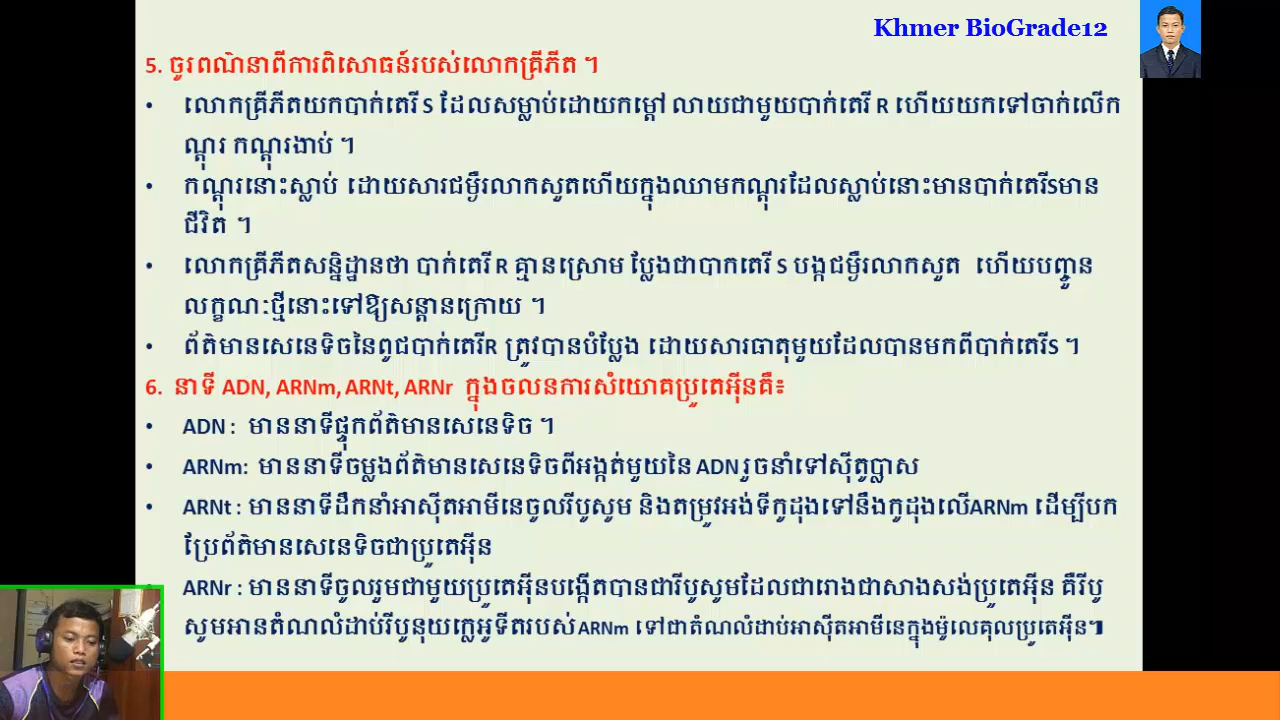 Khmer BioGrade12
5. ចូរពណ៌នាពីការពិសោធន៍របស់លោកគ្រីភីត ។
• លោកគ្រីភីតយកបាក់តេរី S ដែលសម្លាប់ដោយកម្តៅ លាយជាមួយបាក់តេរី R ហើយយកទៅចាក់លើក
ណ្តុរ កណ្តុរងាប់ ។
• កណ្តុរនោះស្លាប់ ដោយសារជម្ងឺរលាកសួតហើយក្នុងឈាមកណ្តុរដែលស្លាប់នោះមានបាក់តេរីSមាន
ជីវិត ។
• លោកគ្រីភីតសន្និដ្ឋានថា បាក់តេរី R គ្មានស្រោម ប្លែងជាបាកតេរី S បង្កជម្ងឺរលាកសួត ហើយបញ្ជូន
លក្ខណៈថ្មីនោះទៅឱ្យសន្តានក្រោយ ។
• ព័ត៌មានសេនេទិចនៃពូជបាក់តេរីR ត្រូវបានបំប្លែង ដោយសារធាតុមួយដែលបានមកពីបាក់តេរីS ។
6. នាទី ADN, ARNm, ARNt, ARNr ក្នុងចលនការសំយោគប្រូតេអ៊ីនគឺ៖
• ADN : មាននាទីផ្ទុកព័ត៌មានសេនេទិច ។
• ARNm: មាននាទីចម្លងព័ត៌មានសេនេទិចពីអង្កត់មួយនៃ ADNរួចនាំទៅស៊ីតូប្លាស
• ARNt : មាននាទីដឹកនាំអាស៊ីតអាមីនេចូលរីបូសូម និងតម្រូវអង់ទីកូដុងទៅនឹងកូដុងលើARNm ដើម្បីបក
ប្រែព័ត៌មានសេនេទិចជាប្រូតេអ៊ីន
• ARNr : មាននាទីចូលរួមជាមួយប្រូតេអ៊ីនបង្កើតបានជារីបូសូមដែលជារោងជាសាងសង់ប្រូតេអ៊ីន គឺរីបូ
សូមអានតំណលំដាប់រីបូនុយក្លេអូទីតរបស់ARNm ទៅជាតំណលំដាប់អាស៊ីតអាមីនេក្នុងម៉ូលេគុលប្រូតេអ៊ីន៕